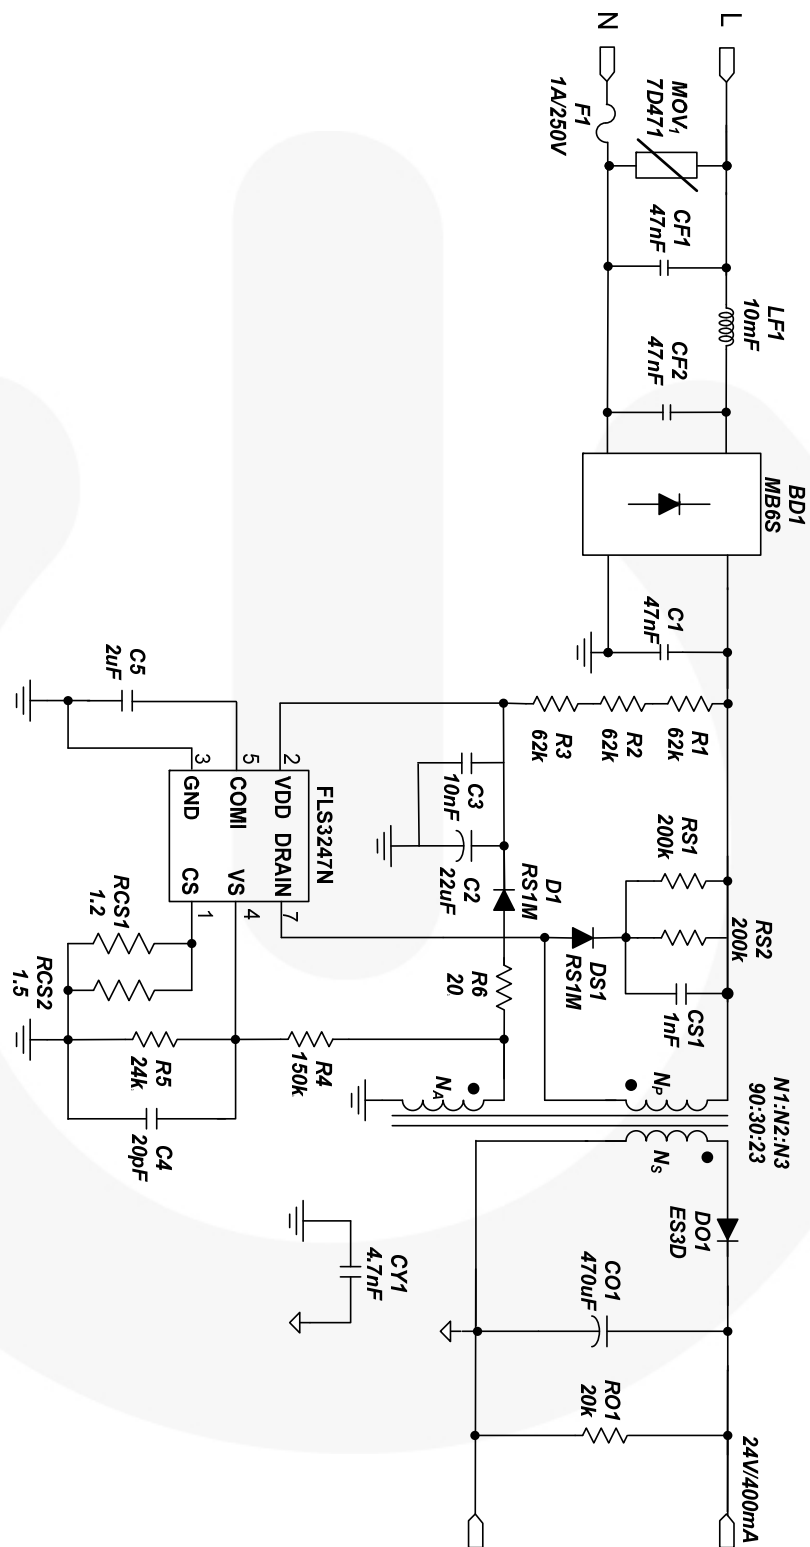 L
N
F1
1A/250V
MOV1
7D471
CF1
47nF
LF1
10mF
CF2
47nF
BD1
MB6S
C1
47nF
R1
62k
R2
62k
R3
62k
RS1
200k
RS2
200k
CS1
1nF
DS1
RS1M
D1
RS1M
R6
20
C3
10nF
C2
22uF
FLS3247N
2
VDD
DRAIN
7
5
COMI
VS
4
3
GND
CS
1
C5
2uF
RCS1
1.2
RCS2
1.5
R4
150k
R5
24k
C4
20pF
N1:N2:N3
90:30:23
NP
NS
NA
DO1
ES3D
CO1
470uF
RO1
20k
24V/400mA
CY1
4.7nF